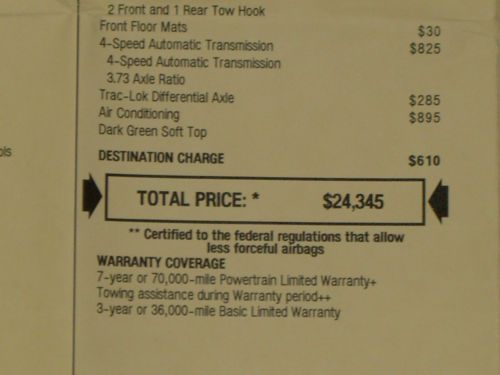 2 Front and 1 Rear Tow Hook
Front Floor Mats $30
4-Speed Automatic Transmission $825
4-Speed Automatic Transmission
3.73 Axle Ratio
Trac-Lok Differential Axle $285
Air Conditioning $895
Dark Green Soft Top
ols
DESTINATION CHARGE $610
TOTAL PRICE: * $24,345
** Certified to the federal regulations that allow
less forceful airbags
WARRANTY COVERAGE
7-year or 70,000-mile Powertrain Limited Warranty+
Towing assistance during Warranty period++
3-year or 36,000-mile Basic Limited Warranty